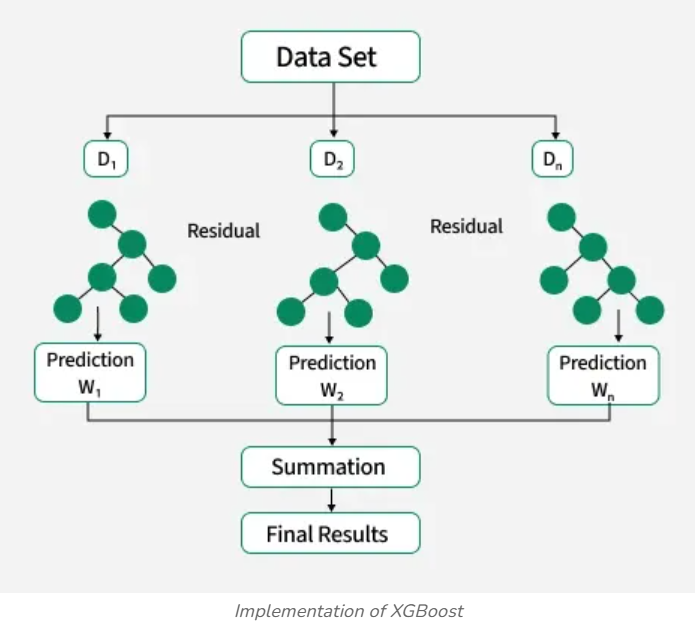 Data Set
D₁
D₂
Dₙ
Residual
Residual
Prediction
W₁
Prediction
W₂
Prediction
Wₙ
Summation
Final Results
Implementation of XGBoost